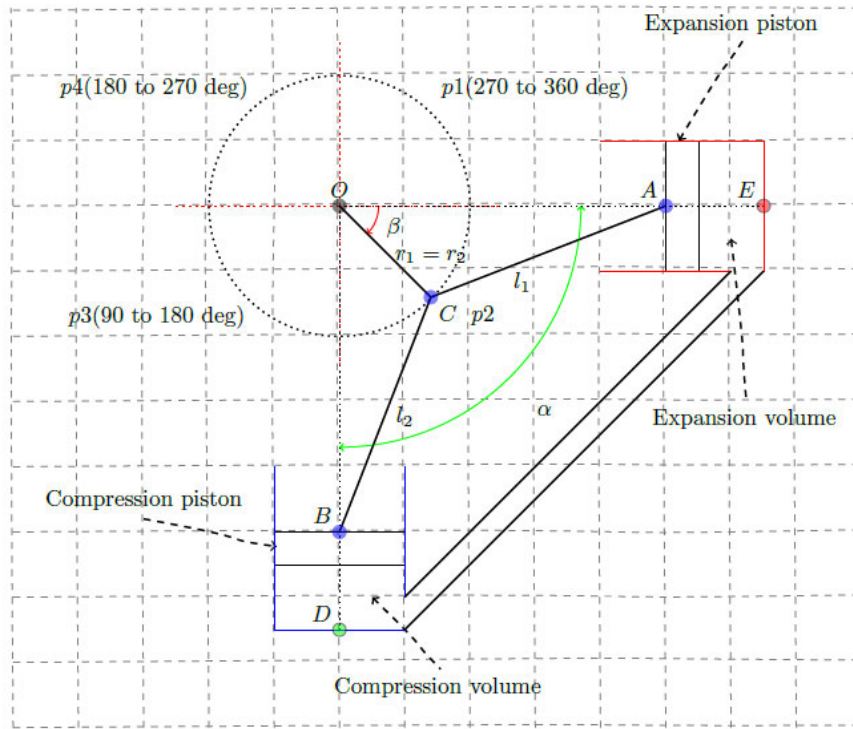 Expansion piston
p4(180 to 270 deg)
p1(270 to 360 deg)
O
A
E
β
r₁ = r₂
l₁
C
p2
p3(90 to 180 deg)
l₂
α
Expansion volume
Compression piston
B
D
Compression volume